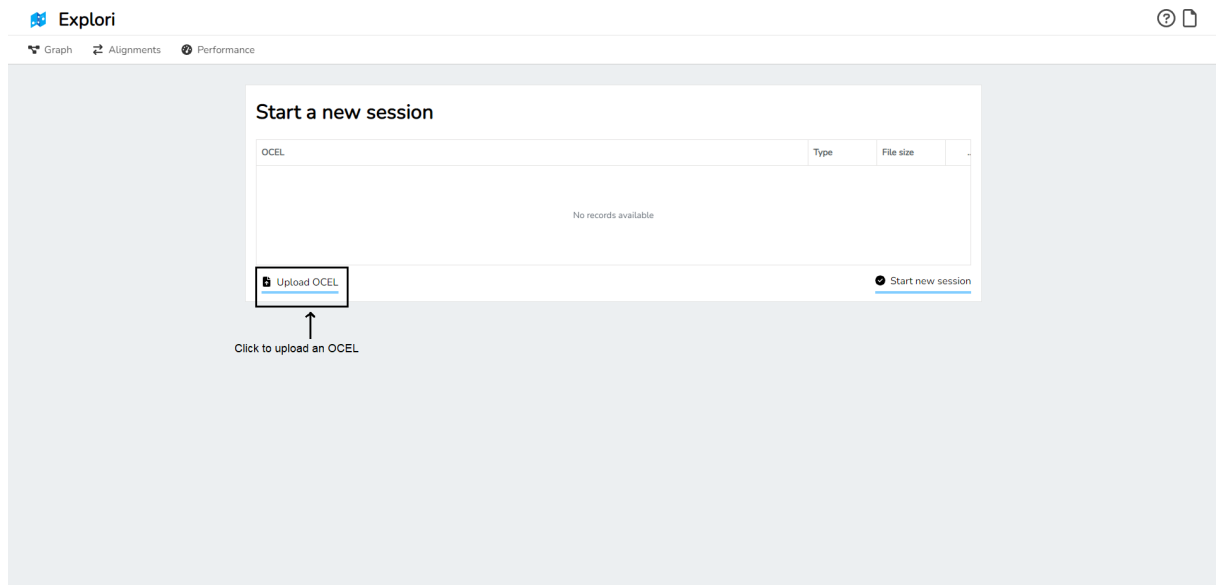 Explori
Graph Alignments Performance
Start a new session
OCEL Type File size ..
No records available
Upload OCEL Start new session
Click to upload an OCEL